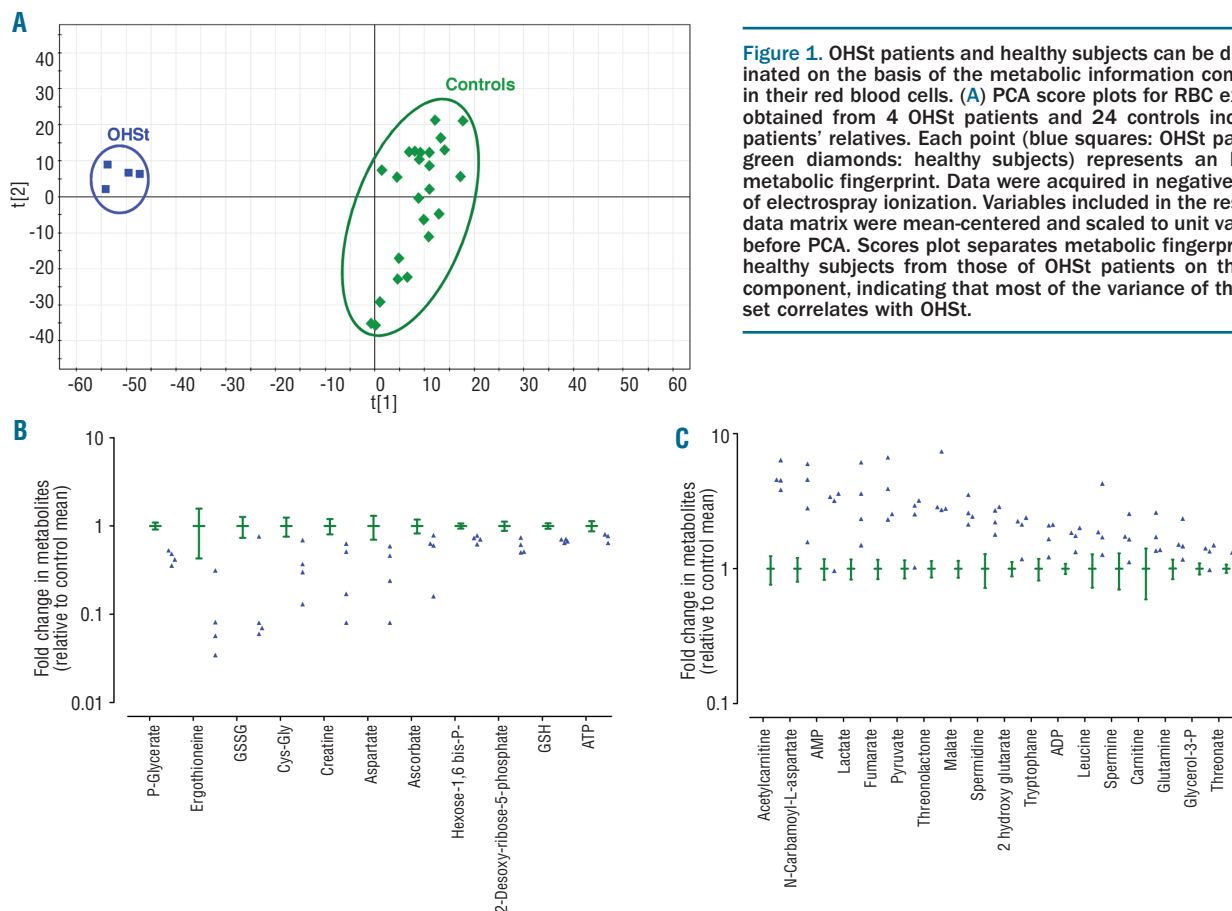 A
t[2]
40
30
20
10
0
-10
-20
-30
-40
OHSt
Controls
-60 -50 -40 -30 -20 -10 0 10 20 30 40 50 60
t[1]
Figure 1. OHSt patients and healthy subjects can be d
inated on the basis of the metabolic information con
in their red blood cells. (A) PCA score plots for RBC e
obtained from 4 OHSt patients and 24 controls in
patients' relatives. Each point (blue squares: OHSt pa
green diamonds: healthy subjects) represents an
metabolic fingerprint. Data were acquired in negative
of electrospray ionization. Variables included in the res
data matrix were mean-centered and scaled to unit va
before PCA. Scores plot separates metabolic fingerpr
healthy subjects from those of OHSt patients on th
component, indicating that most of the variance of th
set correlates with OHSt.
B
Fold change in metabolites
(relative to control mean)
10
1
0.1
0.01
P-Glycerate
Ergothioneine
GSSG
Cys-Gly
Creatine
Aspartate
Ascorbate
Hexose-1,6 bis-P-
2-Desoxy-ribose-5-phosphate
GSH
ATP
C
Fold change in metabolites
(relative to control mean)
10
1
0.1
Acetylcarnitine
N-Carbamoyl-L-aspartate
AMP
Lactate
Fumarate
Pyruvate
Threonolactone
Malate
Spermidine
2 hydroxy glutarate
Tryptophane
ADP
Leucine
Spermine
Carnitine
Glutamine
Glycerol-3-P
Threonate